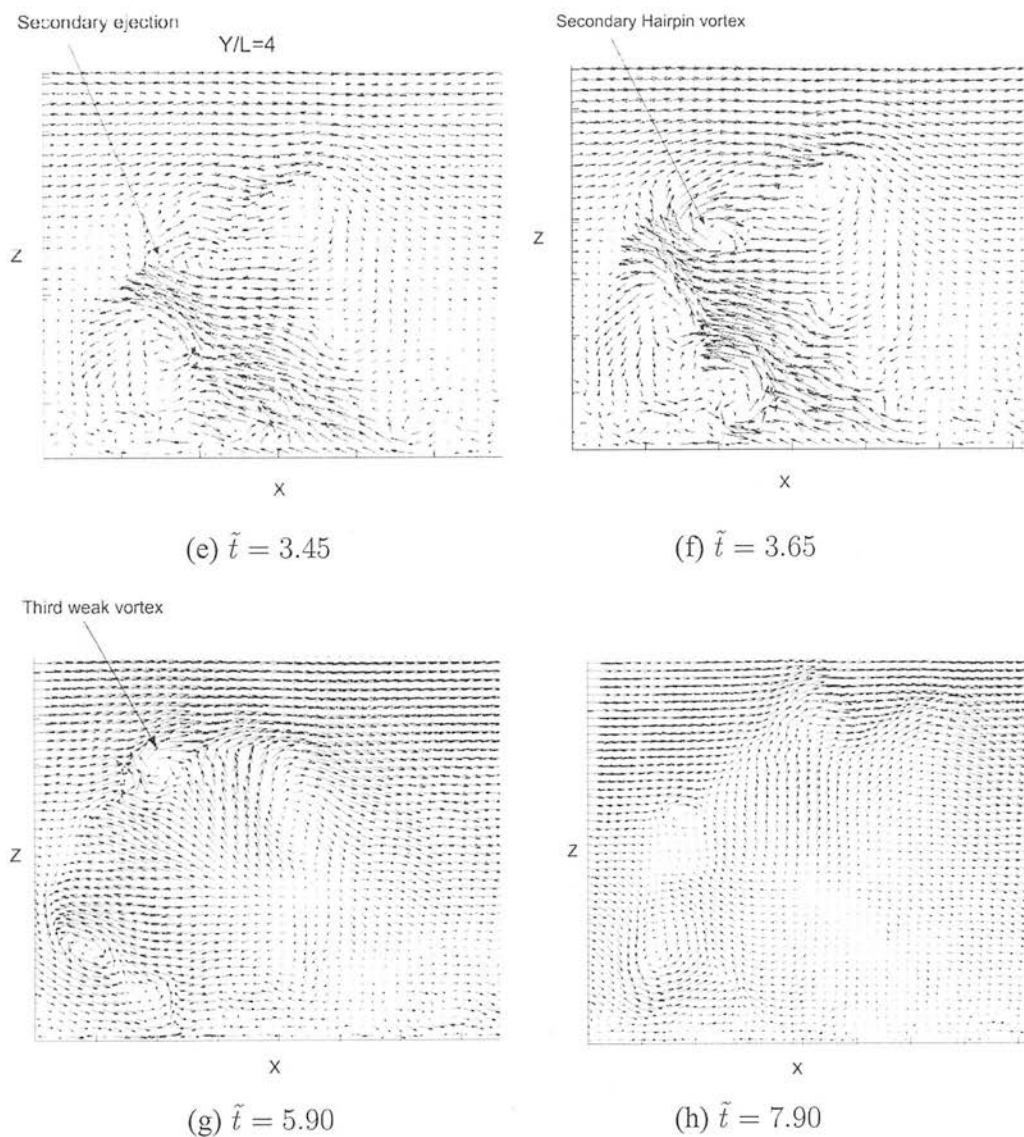 Secondary ejection
Y/L=4
Z
X
(e) t̃ = 3.45
Secondary Hairpin vortex
Z
X
(f) t̃ = 3.65
Third weak vortex
Z
X
(g) t̃ = 5.90
Z
X
(h) t̃ = 7.90